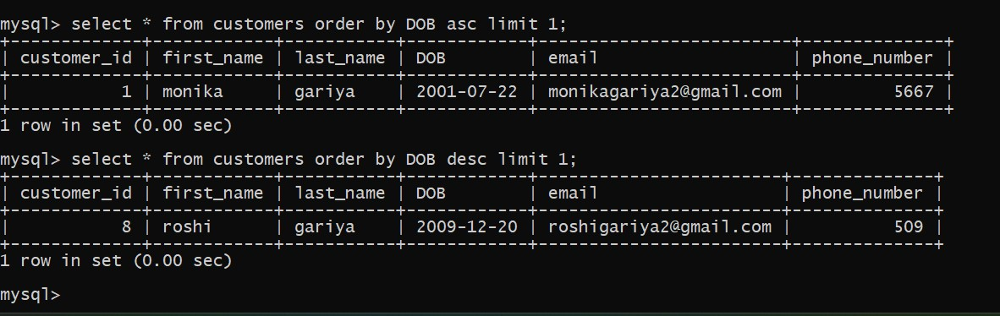 mysql> select * from customers order by DOB asc limit 1;
+-------------+------------+-----------+------------+-------------------------+--------------+
| customer_id | first_name | last_name | DOB        | email                   | phone_number |
+-------------+------------+-----------+------------+-------------------------+--------------+
|           1 | monika     | gariya    | 2001-07-22 | monikagariya2@gmail.com |         5667 |
+-------------+------------+-----------+------------+-------------------------+--------------+
1 row in set (0.00 sec)
mysql> select * from customers order by DOB desc limit 1;
+-------------+------------+-----------+------------+------------------------+--------------+
| customer_id | first_name | last_name | DOB        | email                  | phone_number |
+-------------+------------+-----------+------------+------------------------+--------------+
|           8 | roshi      | gariya    | 2009-12-20 | roshigariya2@gmail.com |          509 |
+-------------+------------+-----------+------------+------------------------+--------------+
1 row in set (0.00 sec)
mysql>